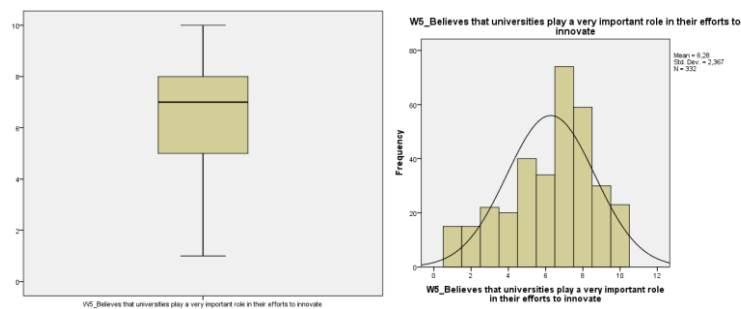 10
8
6
4
2
0
W5_Believes that universities play a very important role in their efforts to innovate
W5_Believes that universities play a very important role in their efforts to
innovate
Mean = 6,28
Std. Dev. = 2,367
N = 332
Frequency
80
60
40
20
0
0 2 4 6 8 10 12
W5_Believes that universities play a very important role
in their efforts to innovate